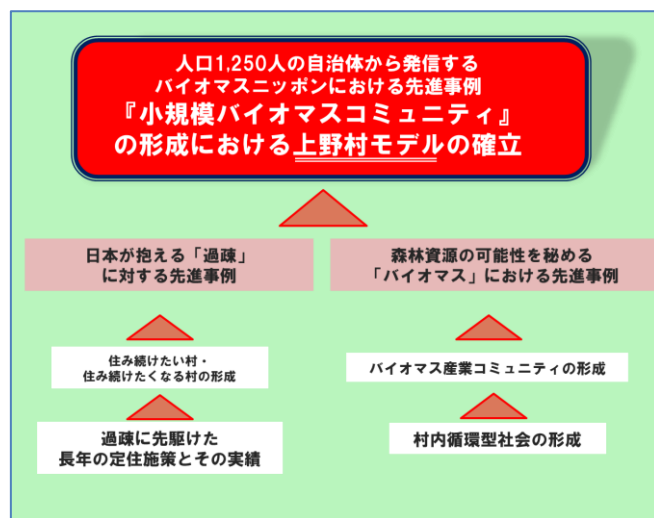 人口1,250人の自治体から発信する
バイオマスニッポンにおける先進事例
『小規模バイオマスコミュニティ』
の形成における上野村モデルの確立
日本が抱える「過疎」
に対する先進事例
森林資源の可能性を秘める
「バイオマス」における先進事例
住み続けたい村・
住み続けたくなる村の形成
バイオマス産業コミュニティの形成
過疎に先駆けた
長年の定住施策とその実績
村内循環型社会の形成